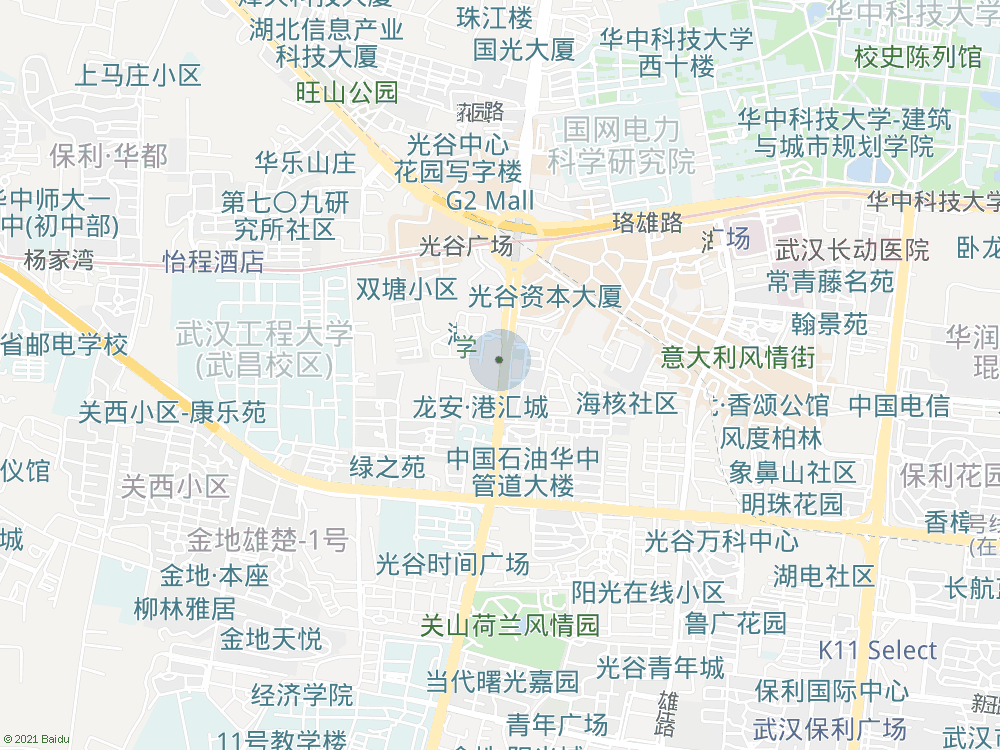 湖北信息产业
科技大厦
珠江楼
国光大厦
华中科技大学
西十楼
华中科技大学
校史陈列馆
上马庄小区
旺山公园
路
光谷中心
花园写字楼
G2 Mall
国网电力
科学研究院
华中科技大学-建筑
与城市规划学院
保利·华都
华乐山庄
华中师大一
中(初中部)
第七〇九研
究所社区
华中科技大学
珞雄路
光谷广场
广场
武汉长动医院
卧龙
杨家湾
怡程酒店
双塘小区
光谷资本大厦
常青藤名苑
翰景苑
武汉工程大学
(武昌校区)
省邮电学校
学
意大利风情街
华润
琨
关西小区-康乐苑
龙安·港汇城
海核社区
·香颂公馆
中国电信
风度柏林
绿之苑
中国石油华中
管道大楼
象鼻山社区
保利花园
仪馆
关西小区
明珠花园
香樟
号线
(在
城
金地雄楚-1号
光谷万科中心
光谷时间广场
金地·本座
阳光在线小区
湖电社区
长航
柳林雅居
关山荷兰风情园
鲁广花园
金地天悦
K11 Select
光谷青年城
经济学院
当代曙光嘉园
保利国际中心
雄
青年广场
武汉保利广场
11号教学楼
© 2021 Baidu